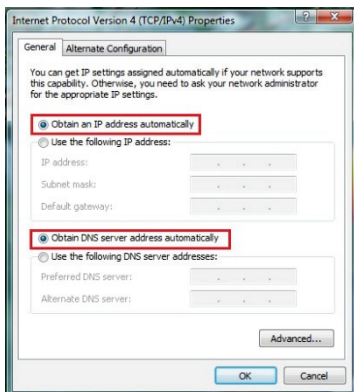 Internet Protocol Version 4 (TCP/IPv4) Properties
General
Alternate Configuration
You can get IP settings assigned automatically if your network supports
this capability. Otherwise, you need to ask your network administrator
for the appropriate IP settings.
Obtain an IP address automatically
Use the following IP address:
IP address:
Subnet mask:
Default gateway:
Obtain DNS server address automatically
Use the following DNS server addresses:
Preferred DNS server:
Alternate DNS server:
Advanced...
OK
Cancel